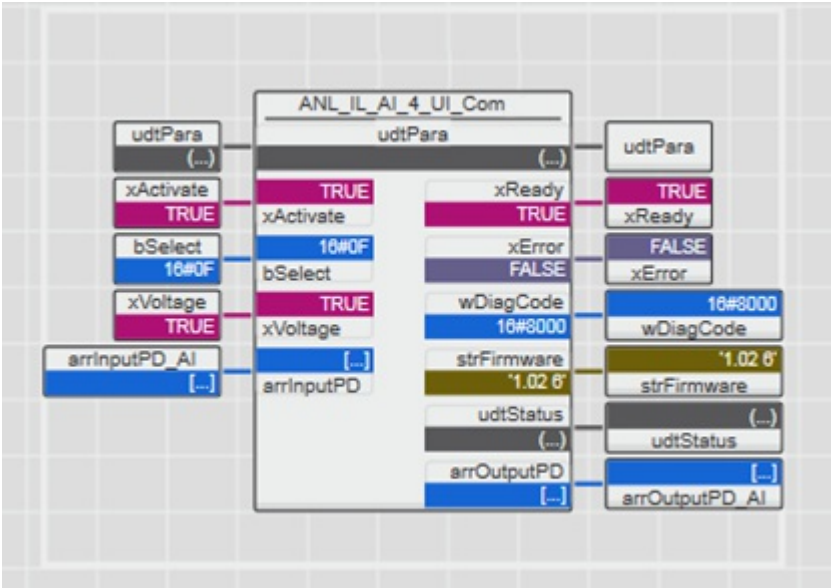 ANL_IL_AI_4_UI_Com
udtPara
(...)
udtPara
(...)
udtPara
xActivate
TRUE
TRUE
xActivate
xReady
TRUE
TRUE
xReady
bSelect
16#0F
16#0F
bSelect
xError
FALSE
FALSE
xError
xVoltage
TRUE
TRUE
xVoltage
wDiagCode
16#8000
16#8000
wDiagCode
arrInputPD_AI
[...]
[...]
arrInputPD
strFirmware
'1.02 6'
'1.02 6'
strFirmware
udtStatus
(...)
(...)
udtStatus
arrOutputPD
[...]
[...]
arrOutputPD_AI